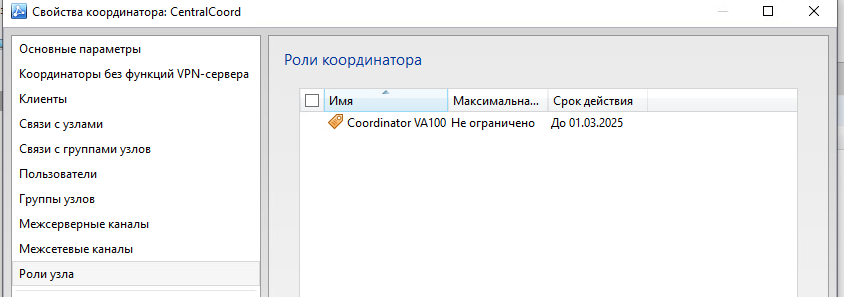 Свойства координатора: CentralCoord
Основные параметры
Координаторы без функций VPN-сервера
Клиенты
Связи с узлами
Связи с группами узлов
Пользователи
Группы узлов
Межсерверные каналы
Межсетевые каналы
Роли узла
Роли координатора
Имя Максимальна... Срок действия
Coordinator VA100 Не ограничено До 01.03.2025